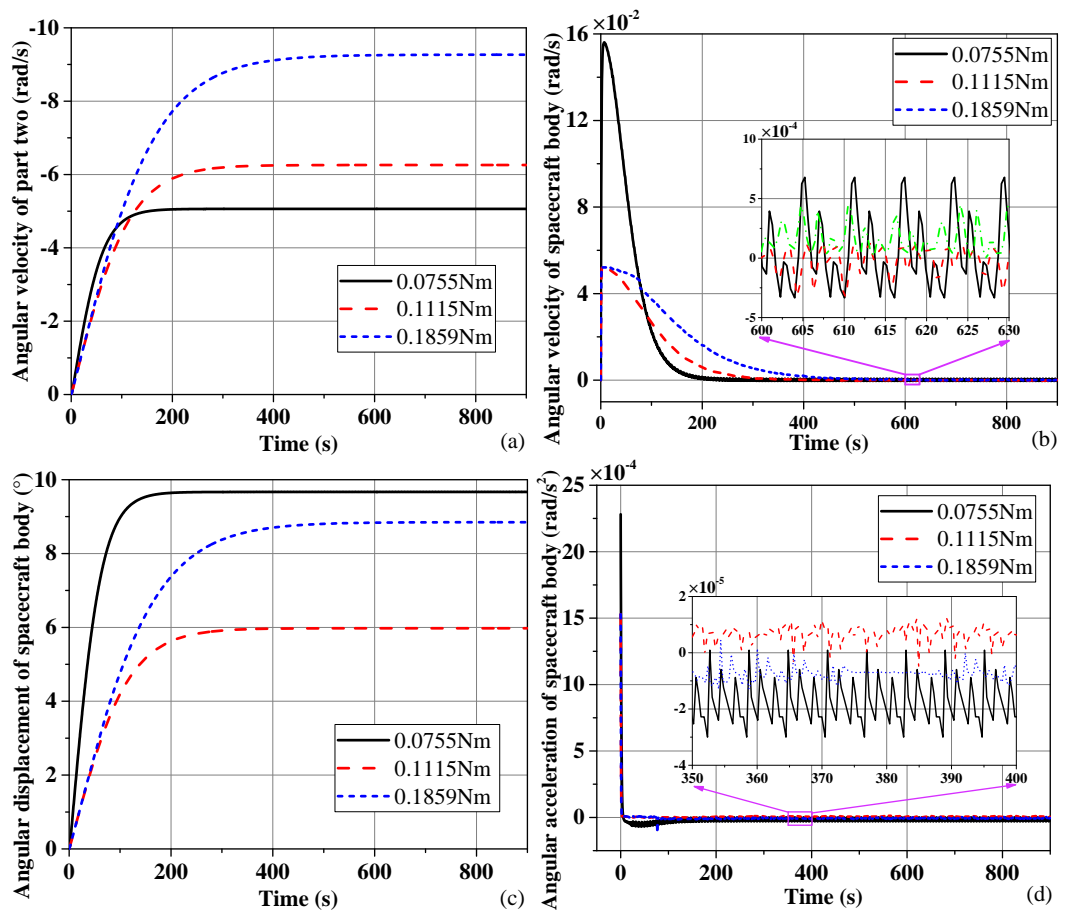 Angular velocity of part two (rad/s)
-10
-8
-6
-4
-2
0
0 200 400 600 800
Time (s)
(a)
0.0755Nm
0.1115Nm
0.1859Nm
Angular velocity of spacecraft body (rad/s)
×10⁻²
16
12
8
4
0
0 200 400 600 800
Time (s)
(b)
0.0755Nm
0.1115Nm
0.1859Nm
×10⁻⁴
10
5
0
-5
600 605 610 615 620 625 630
Angular displacement of spacecraft body (°)
10
8
6
4
2
0
0 200 400 600 800
Time (s)
(c)
0.0755Nm
0.1115Nm
0.1859Nm
Angular acceleration of spacecraft body (rad/s²)
×10⁻⁴
25
20
15
10
5
0
0 200 400 600 800
Time (s)
(d)
0.0755Nm
0.1115Nm
0.1859Nm
×10⁻⁵
2
0
-2
-4
350 360 370 380 390 400